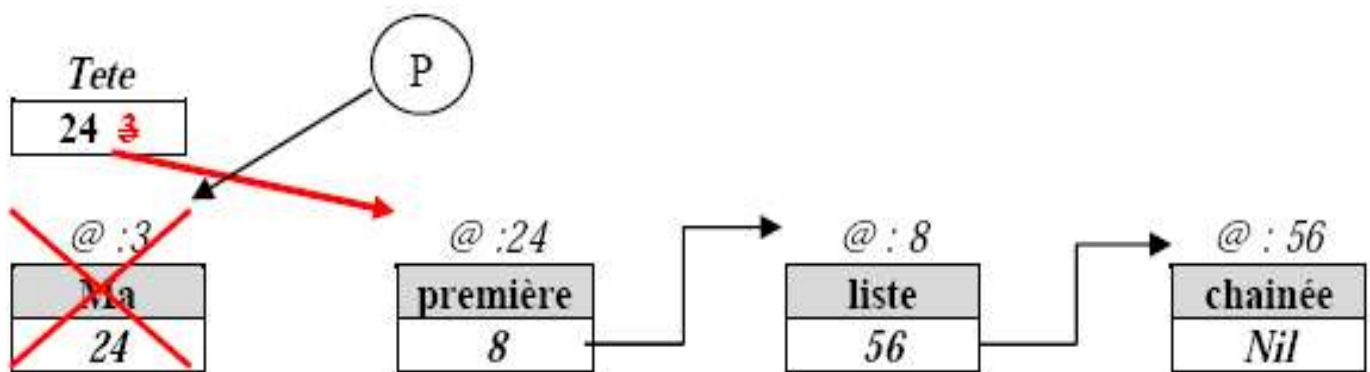 P
Tete
24 3
@ :3 @ :24 @ : 8 @ : 56
Ma première liste chainée
24 8 56 Nil